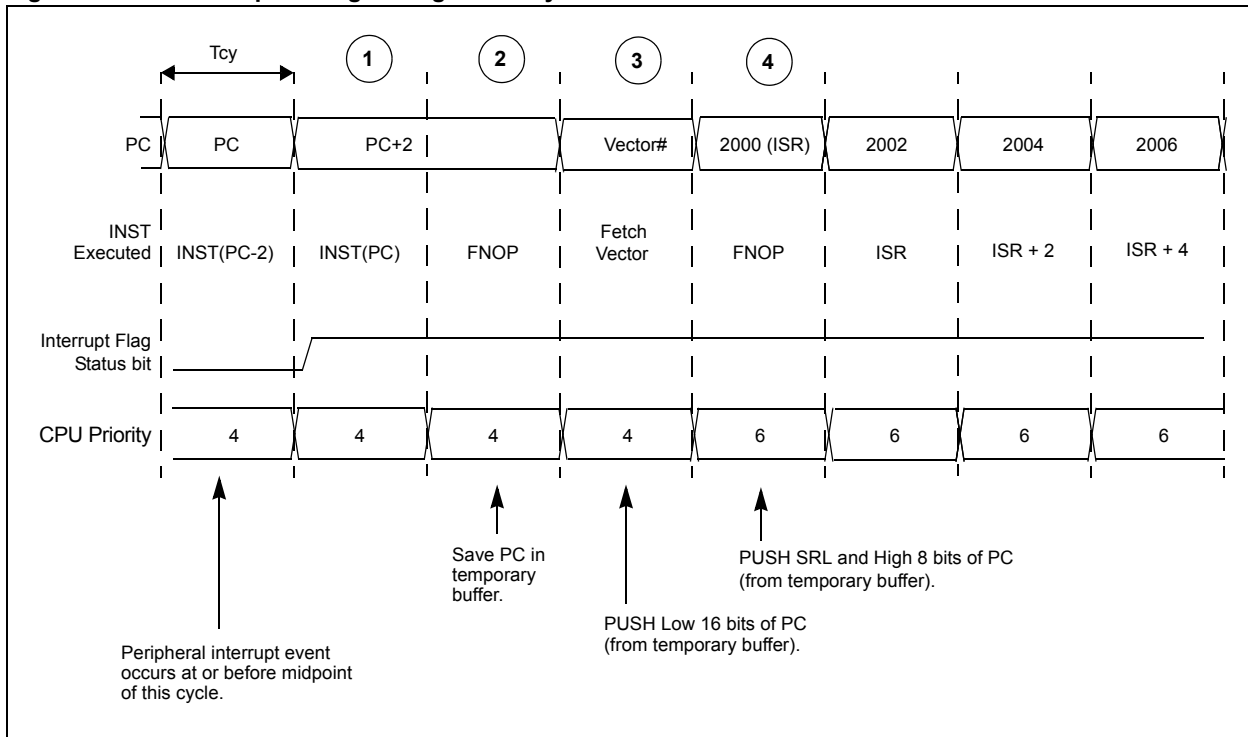 Tcy
1 2 3 4
PC PC PC+2 Vector# 2000 (ISR) 2002 2004 2006
INST
Executed INST(PC-2) INST(PC) FNOP Fetch
Vector FNOP ISR ISR + 2 ISR + 4
Interrupt Flag
Status bit
CPU Priority 4 4 4 4 6 6 6 6
Save PC in
temporary
buffer.
PUSH SRL and High 8 bits of PC
(from temporary buffer).
PUSH Low 16 bits of PC
(from temporary buffer).
Peripheral interrupt event
occurs at or before midpoint
of this cycle.